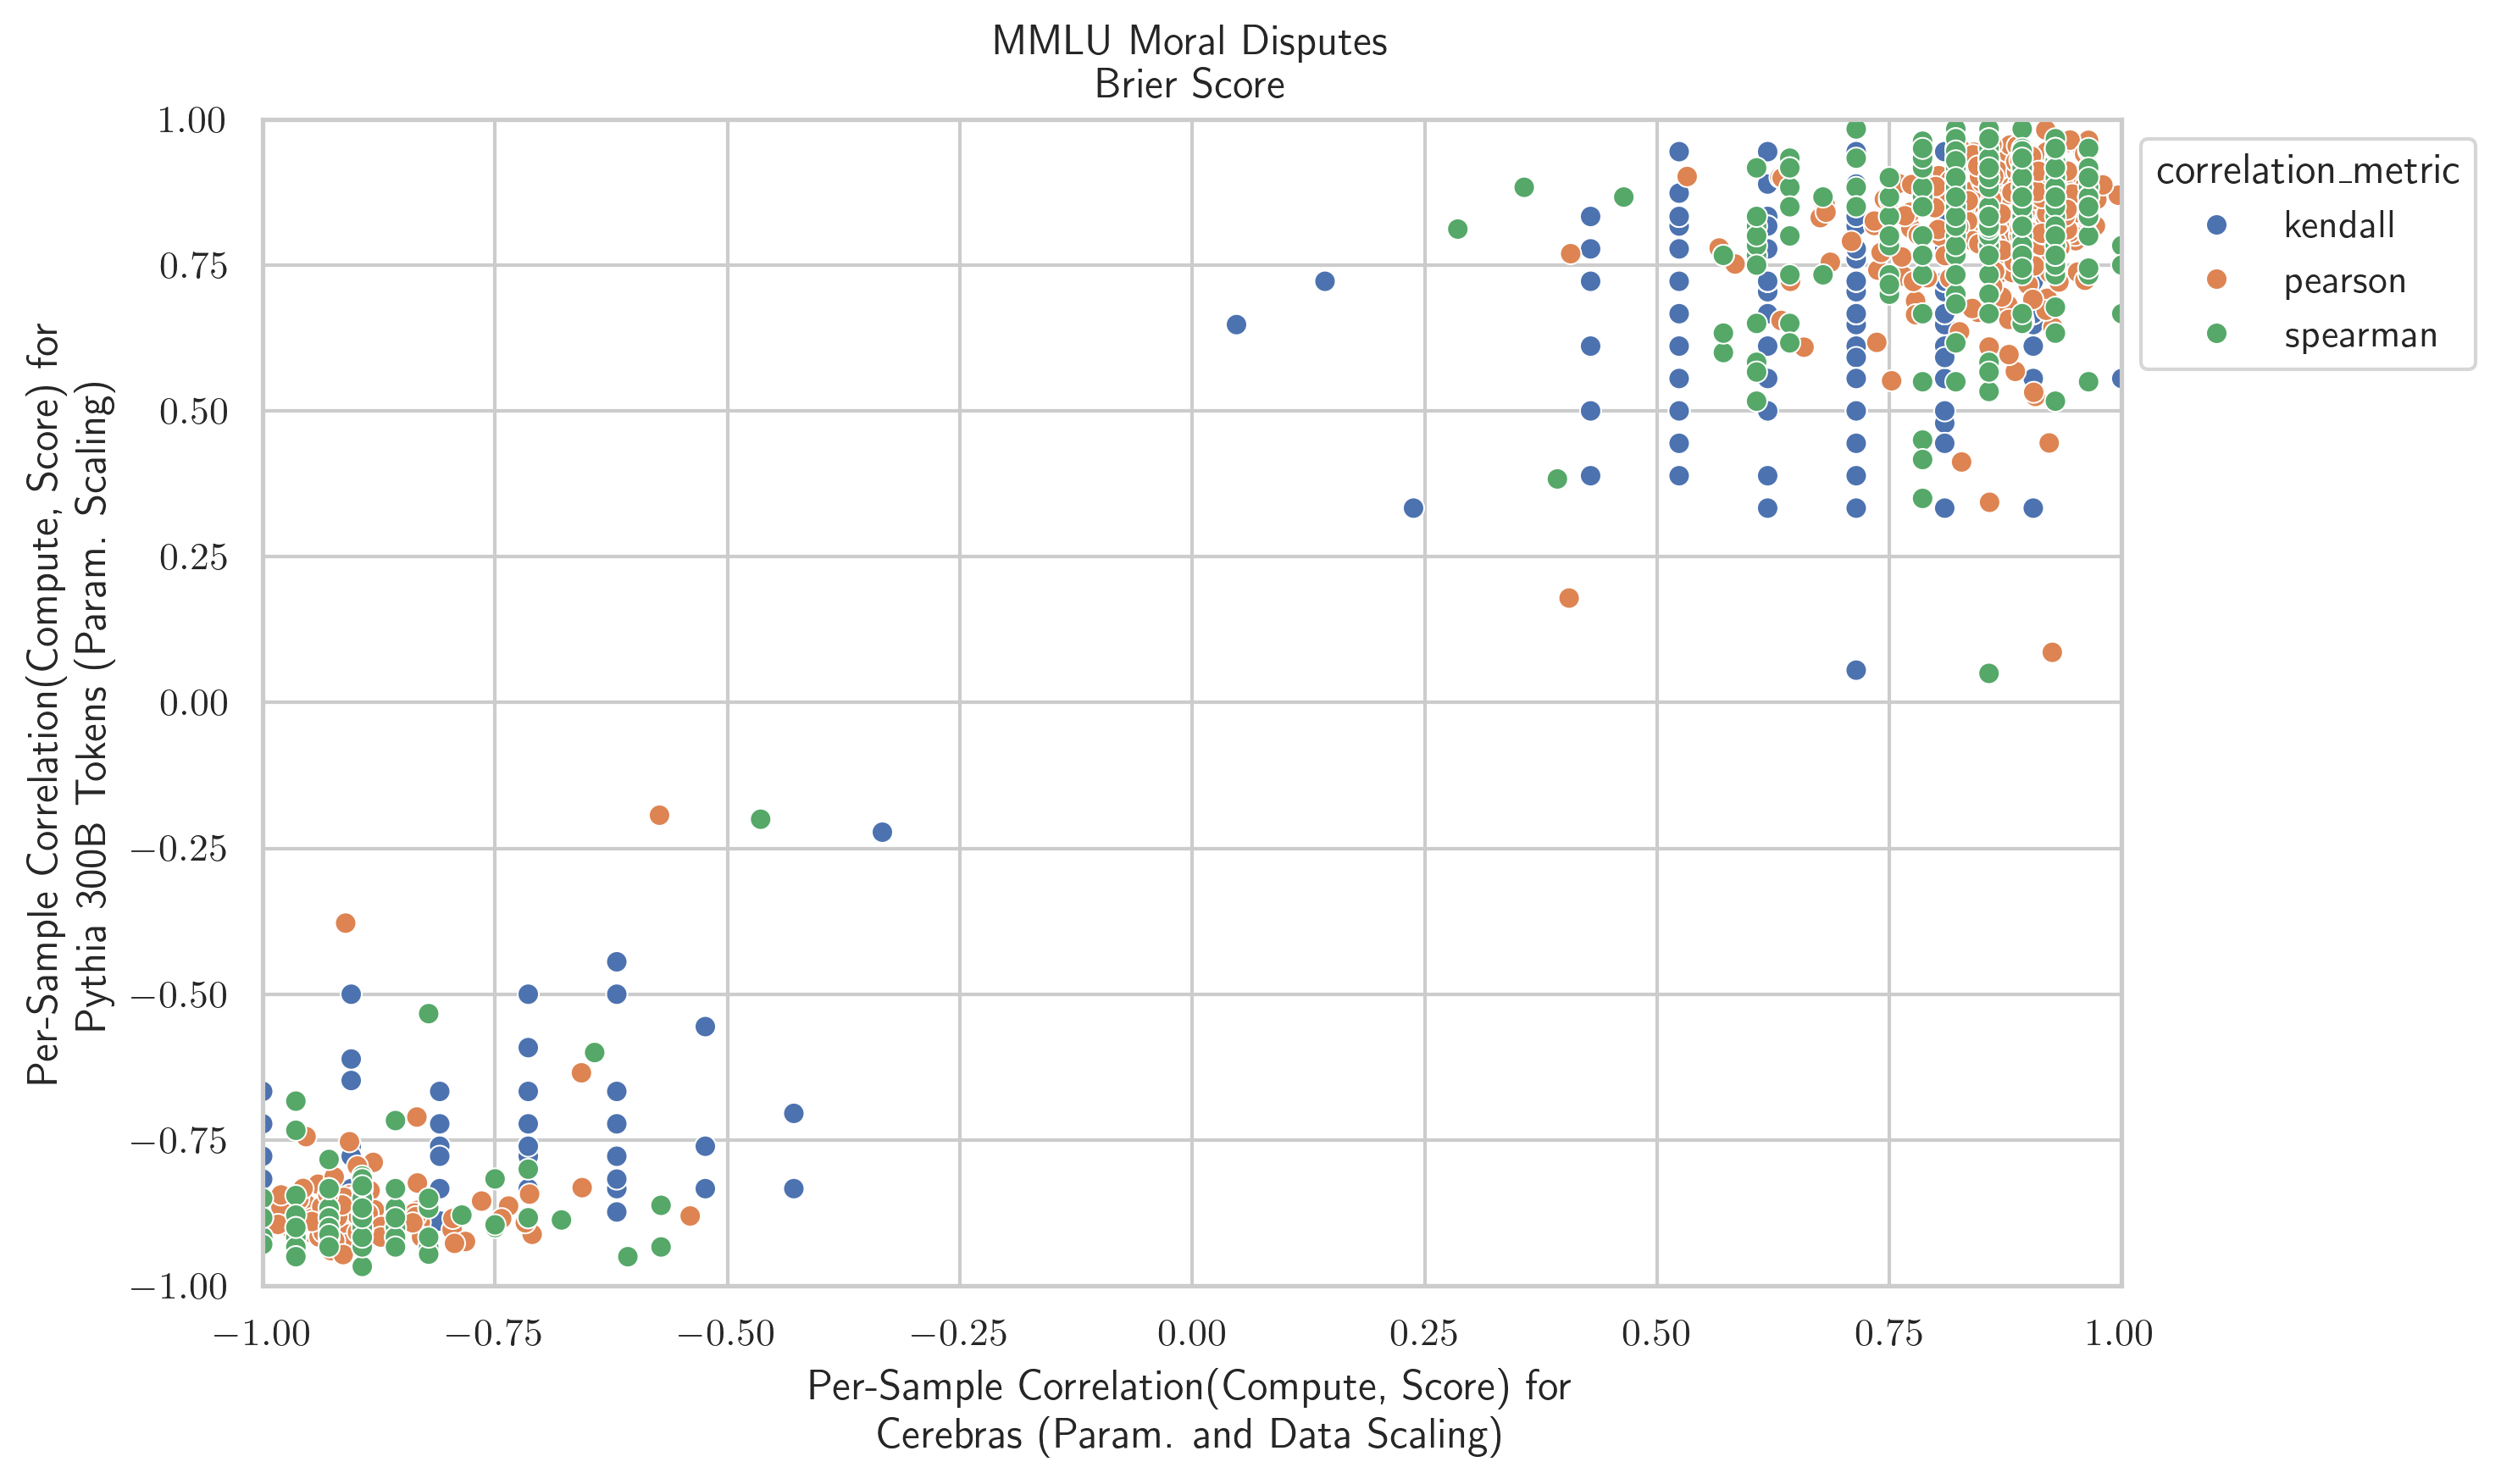 MMLU Moral Disputes
Brier Score
1.00
0.75
0.50
0.25
0.00
−0.25
−0.50
−0.75
−1.00
Per-Sample Correlation(Compute, Score) for
Pythia 300B Tokens (Param. Scaling)
−1.00 −0.75 −0.50 −0.25 0.00 0.25 0.50 0.75 1.00
Per-Sample Correlation(Compute, Score) for
Cerebras (Param. and Data Scaling)
correlation_metric
kendall
pearson
spearman